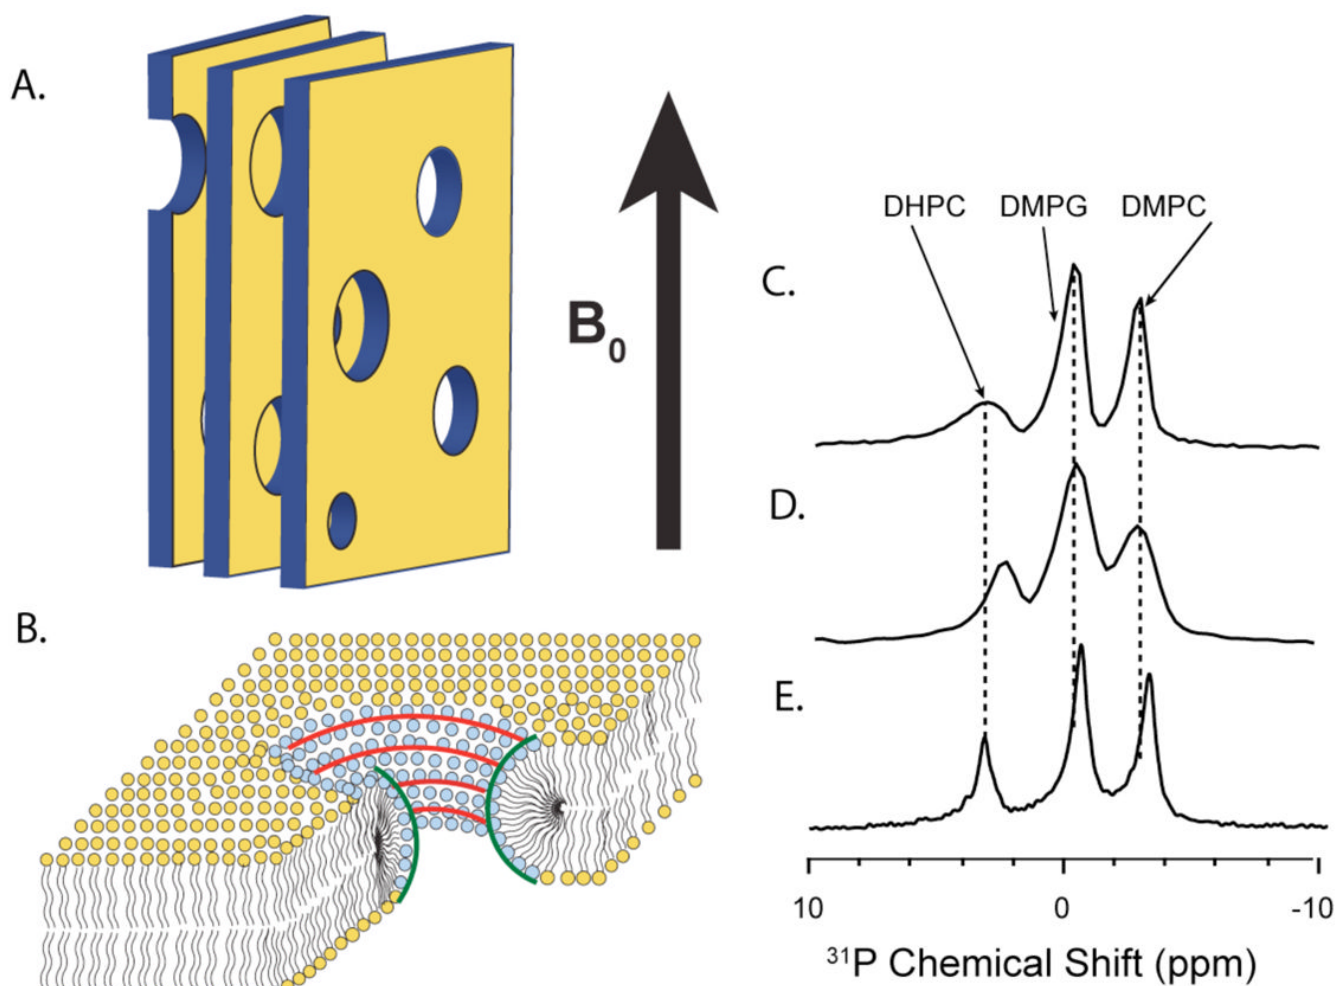 A.
B0
B.
DHPC DMPG DMPC
C.
D.
E.
10 0 -10
31P Chemical Shift (ppm)